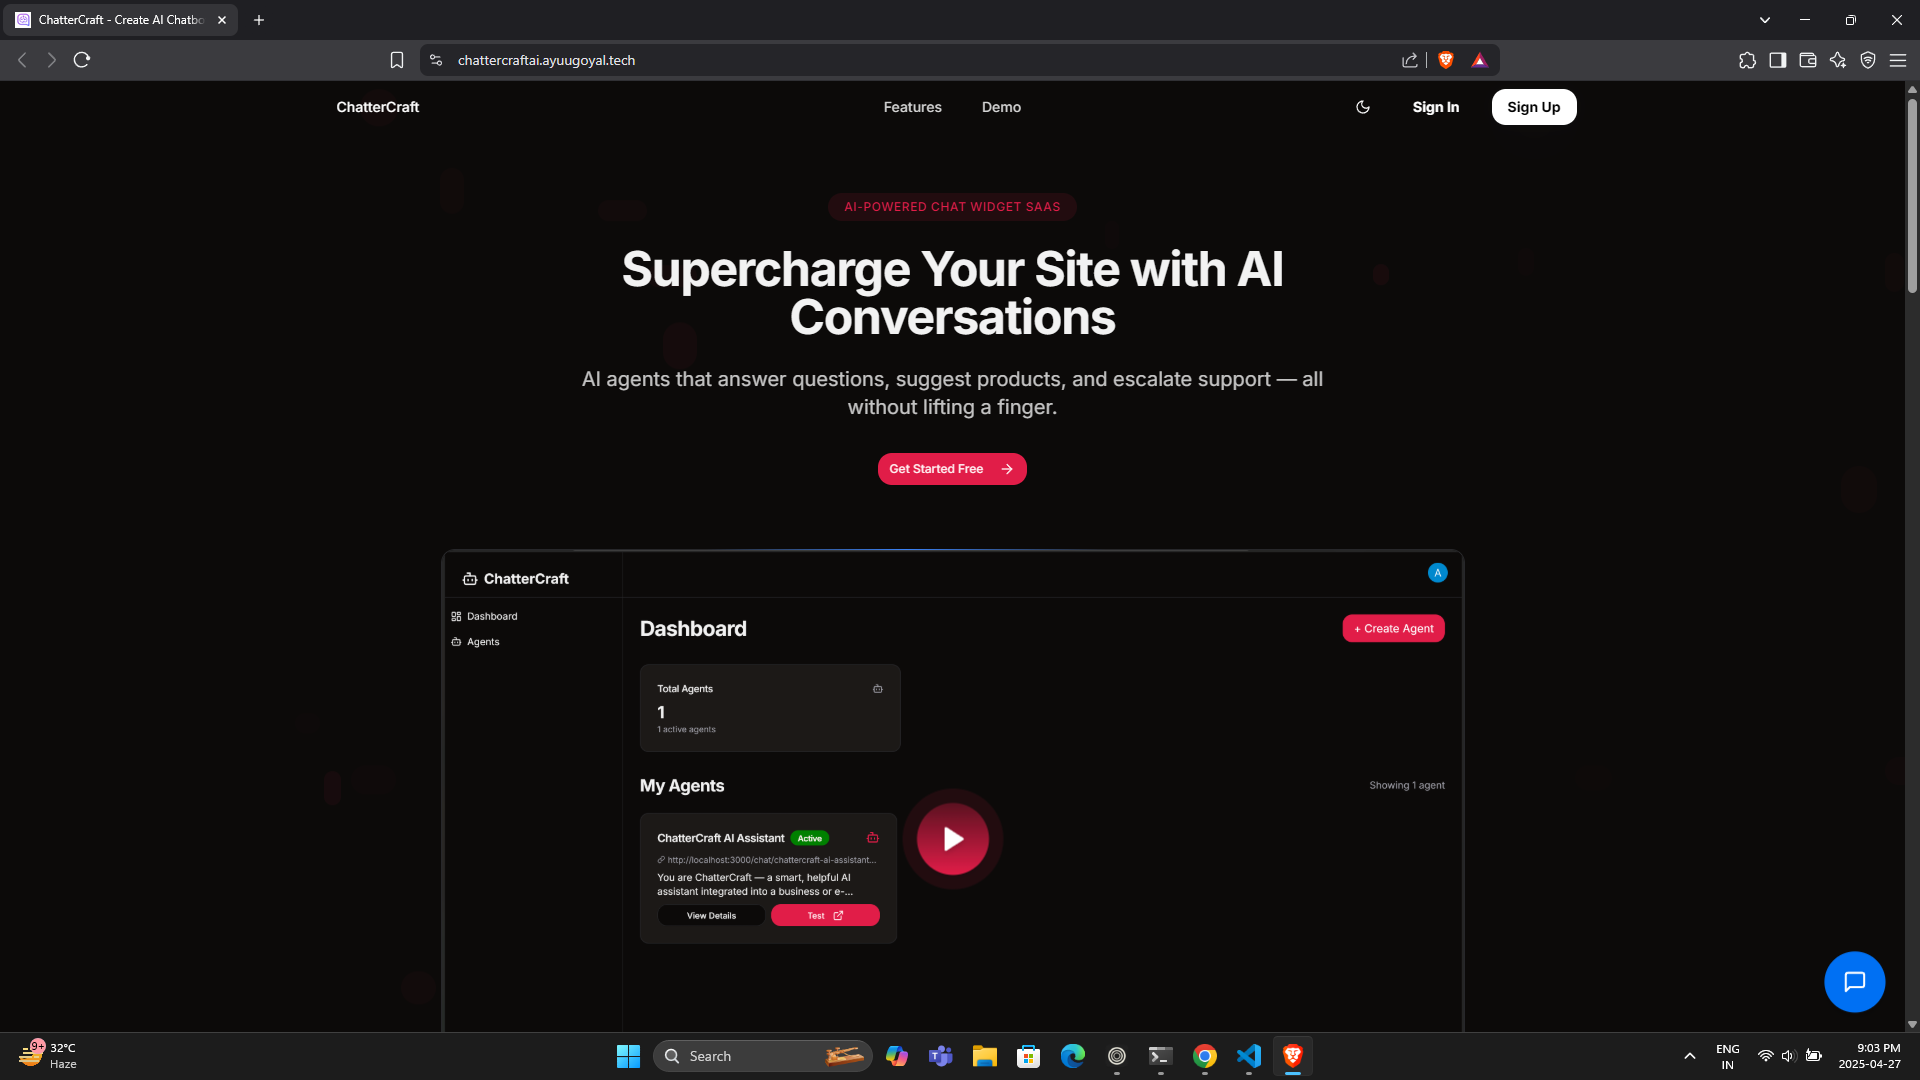 ChatterCraft - Create AI Chatbo
chattercraftai.ayuugoyal.tech
ChatterCraft
Features
Demo
Sign In
Sign Up
AI-POWERED CHAT WIDGET SAAS
Supercharge Your Site with AI
Conversations
AI agents that answer questions, suggest products, and escalate support — all
without lifting a finger.
Get Started Free
ChatterCraft
A
Dashboard
Agents
Dashboard
+ Create Agent
Total Agents
1
1 active agents
My Agents
Showing 1 agent
ChatterCraft AI Assistant
Active
http://localhost:3000/chat/chattercraft-ai-assistant...
You are ChatterCraft — a smart, helpful AI
assistant integrated into a business or e-...
View Details
Test
9+
32°C
Haze
Search
ENG
IN
9:03 PM
2025-04-27